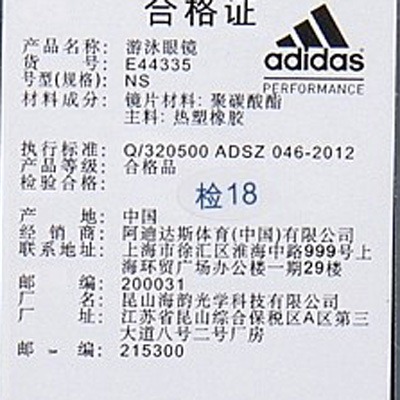 合格证
adidas
PERFORMANCE
产品名称: 游泳眼镜
货 号: E44335
号型(规格): NS
材料成分: 镜片材料: 聚碳酸酯
主料: 热塑橡胶
执行标准: Q/320500 ADSZ 046-2012
产品等级: 合格品
检验合格:
检18
产 地: 中国
经 销 商: 阿迪达斯体育(中国)有限公司
联系地址: 上海市徐汇区淮海中路999号上
海环贸广场办公楼一期29楼
邮 编: 200031
厂 名: 昆山海韵光学科技有限公司
厂 址: 江苏省昆山综合保税区A区第三
大道八号二号厂房
邮 编: 215300